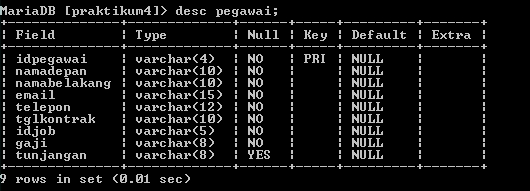 MariaDB [praktikum4]> desc pegawai;
+--------------+-------------+------+-----+---------+-------+
| Field        | Type        | Null | Key | Default | Extra |
+--------------+-------------+------+-----+---------+-------+
| idpegawai    | varchar(4)  | NO   | PRI | NULL    |       |
| namadepan    | varchar(10) | NO   |     | NULL    |       |
| namabelakang | varchar(10) | NO   |     | NULL    |       |
| email        | varchar(15) | NO   |     | NULL    |       |
| telepon      | varchar(12) | NO   |     | NULL    |       |
| tglkontrak   | varchar(10) | NO   |     | NULL    |       |
| idjob        | varchar(5)  | NO   |     | NULL    |       |
| gaji         | varchar(8)  | NO   |     | NULL    |       |
| tunjangan    | varchar(8)  | YES  |     | NULL    |       |
+--------------+-------------+------+-----+---------+-------+
9 rows in set (0.01 sec)